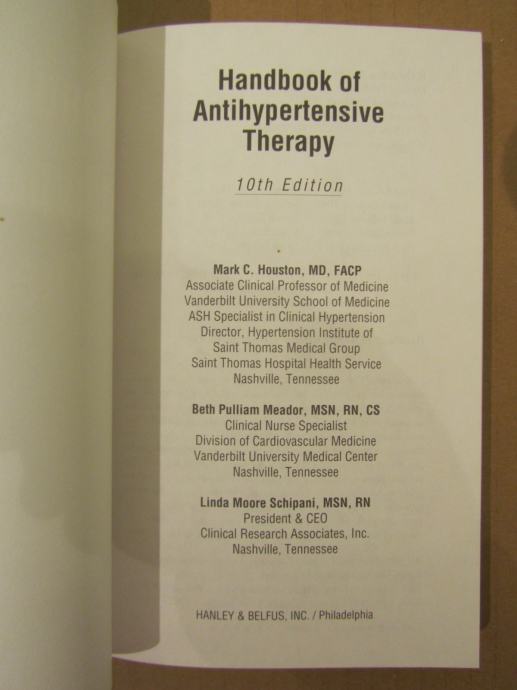 Handbook of
Antihypertensive
Therapy
10th Edition
Mark C. Houston, MD, FACP
Associate Clinical Professor of Medicine
Vanderbilt University School of Medicine
ASH Specialist in Clinical Hypertension
Director, Hypertension Institute of
Saint Thomas Medical Group
Saint Thomas Hospital Health Service
Nashville, Tennessee
Beth Pulliam Meador, MSN, RN, CS
Clinical Nurse Specialist
Division of Cardiovascular Medicine
Vanderbilt University Medical Center
Nashville, Tennessee
Linda Moore Schipani, MSN, RN
President & CEO
Clinical Research Associates, Inc.
Nashville, Tennessee
HANLEY & BELFUS, INC. / Philadelphia